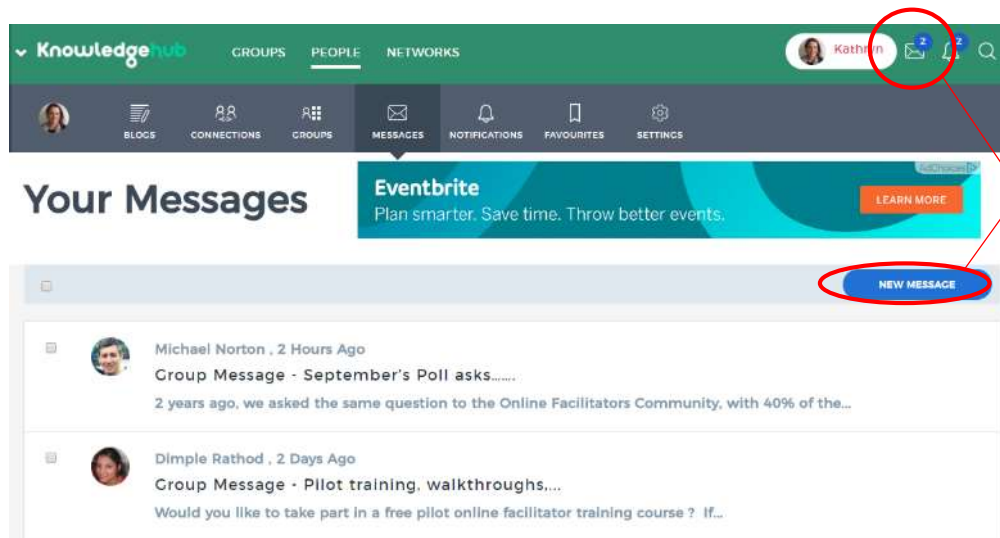 Knowledgehub GROUPS PEOPLE NETWORKS Kathryn 2 2
BLOGS CONNECTIONS GROUPS MESSAGES NOTIFICATIONS FAVOURITES SETTINGS
Your Messages
AdChoices
Eventbrite
Plan smarter. Save time. Throw better events.
LEARN MORE
NEW MESSAGE
Michael Norton , 2 Hours Ago
Group Message - September's Poll asks.......
2 years ago, we asked the same question to the Online Facilitators Community, with 40% of the...
Dimple Rathod , 2 Days Ago
Group Message - Pilot training, walkthroughs,...
Would you like to take part in a free pilot online facilitator training course ? If...